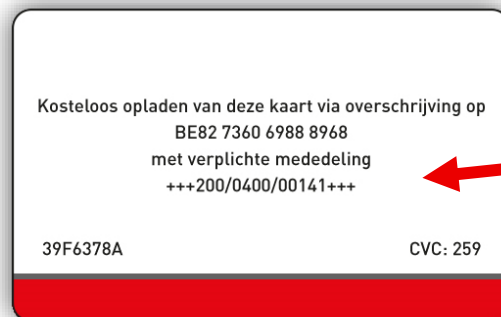 Kosteloos opladen van deze kaart via overschrijving op
BE82 7360 6988 8968
met verplichte mededeling
+++200/0400/00141+++
39F6378A CVC: 259